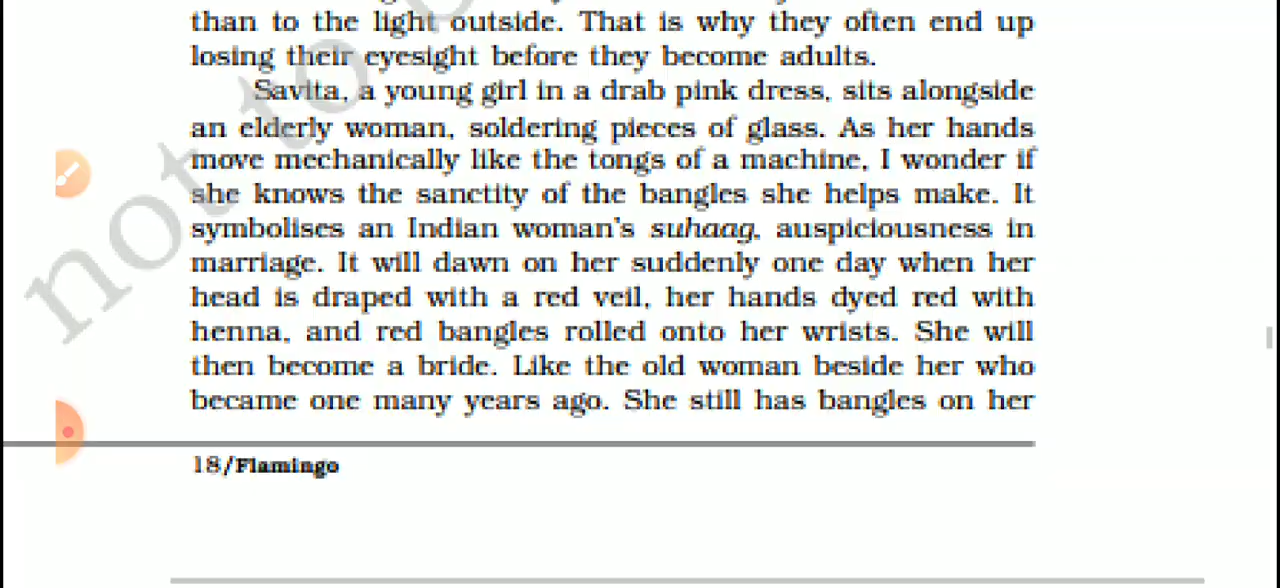 than to the light outside. That is why they often end up
losing their eyesight before they become adults.
Savita, a young girl in a drab pink dress, sits alongside
an elderly woman, soldering pieces of glass. As her hands
move mechanically like the tongs of a machine, I wonder if
she knows the sanctity of the bangles she helps make. It
symbolises an Indian woman's suhaag, auspiciousness in
marriage. It will dawn on her suddenly one day when her
head is draped with a red veil, her hands dyed red with
henna, and red bangles rolled onto her wrists. She will
then become a bride. Like the old woman beside her who
became one many years ago. She still has bangles on her
18/Flamingo
not to